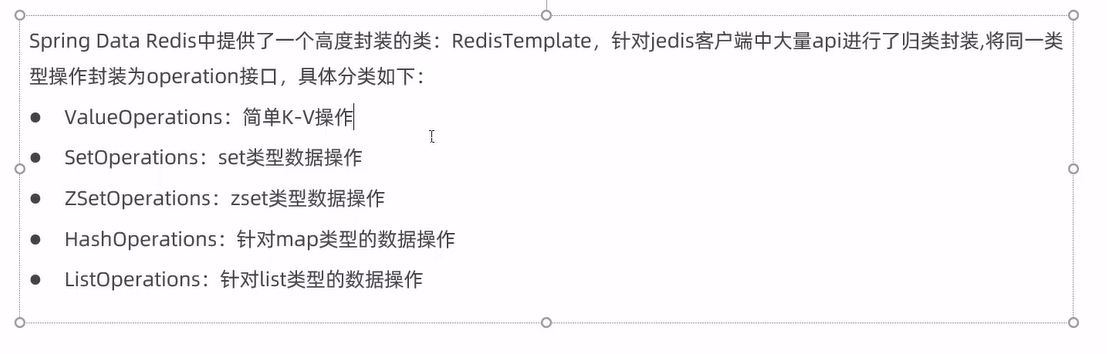 Spring Data Redis中提供了一个高度封装的类：RedisTemplate，针对jedis客户端中大量api进行了归类封装,将同一类
型操作封装为operation接口，具体分类如下：
● ValueOperations：简单K-V操作
● SetOperations：set类型数据操作
● ZSetOperations：zset类型数据操作
● HashOperations：针对map类型的数据操作
● ListOperations：针对list类型的数据操作